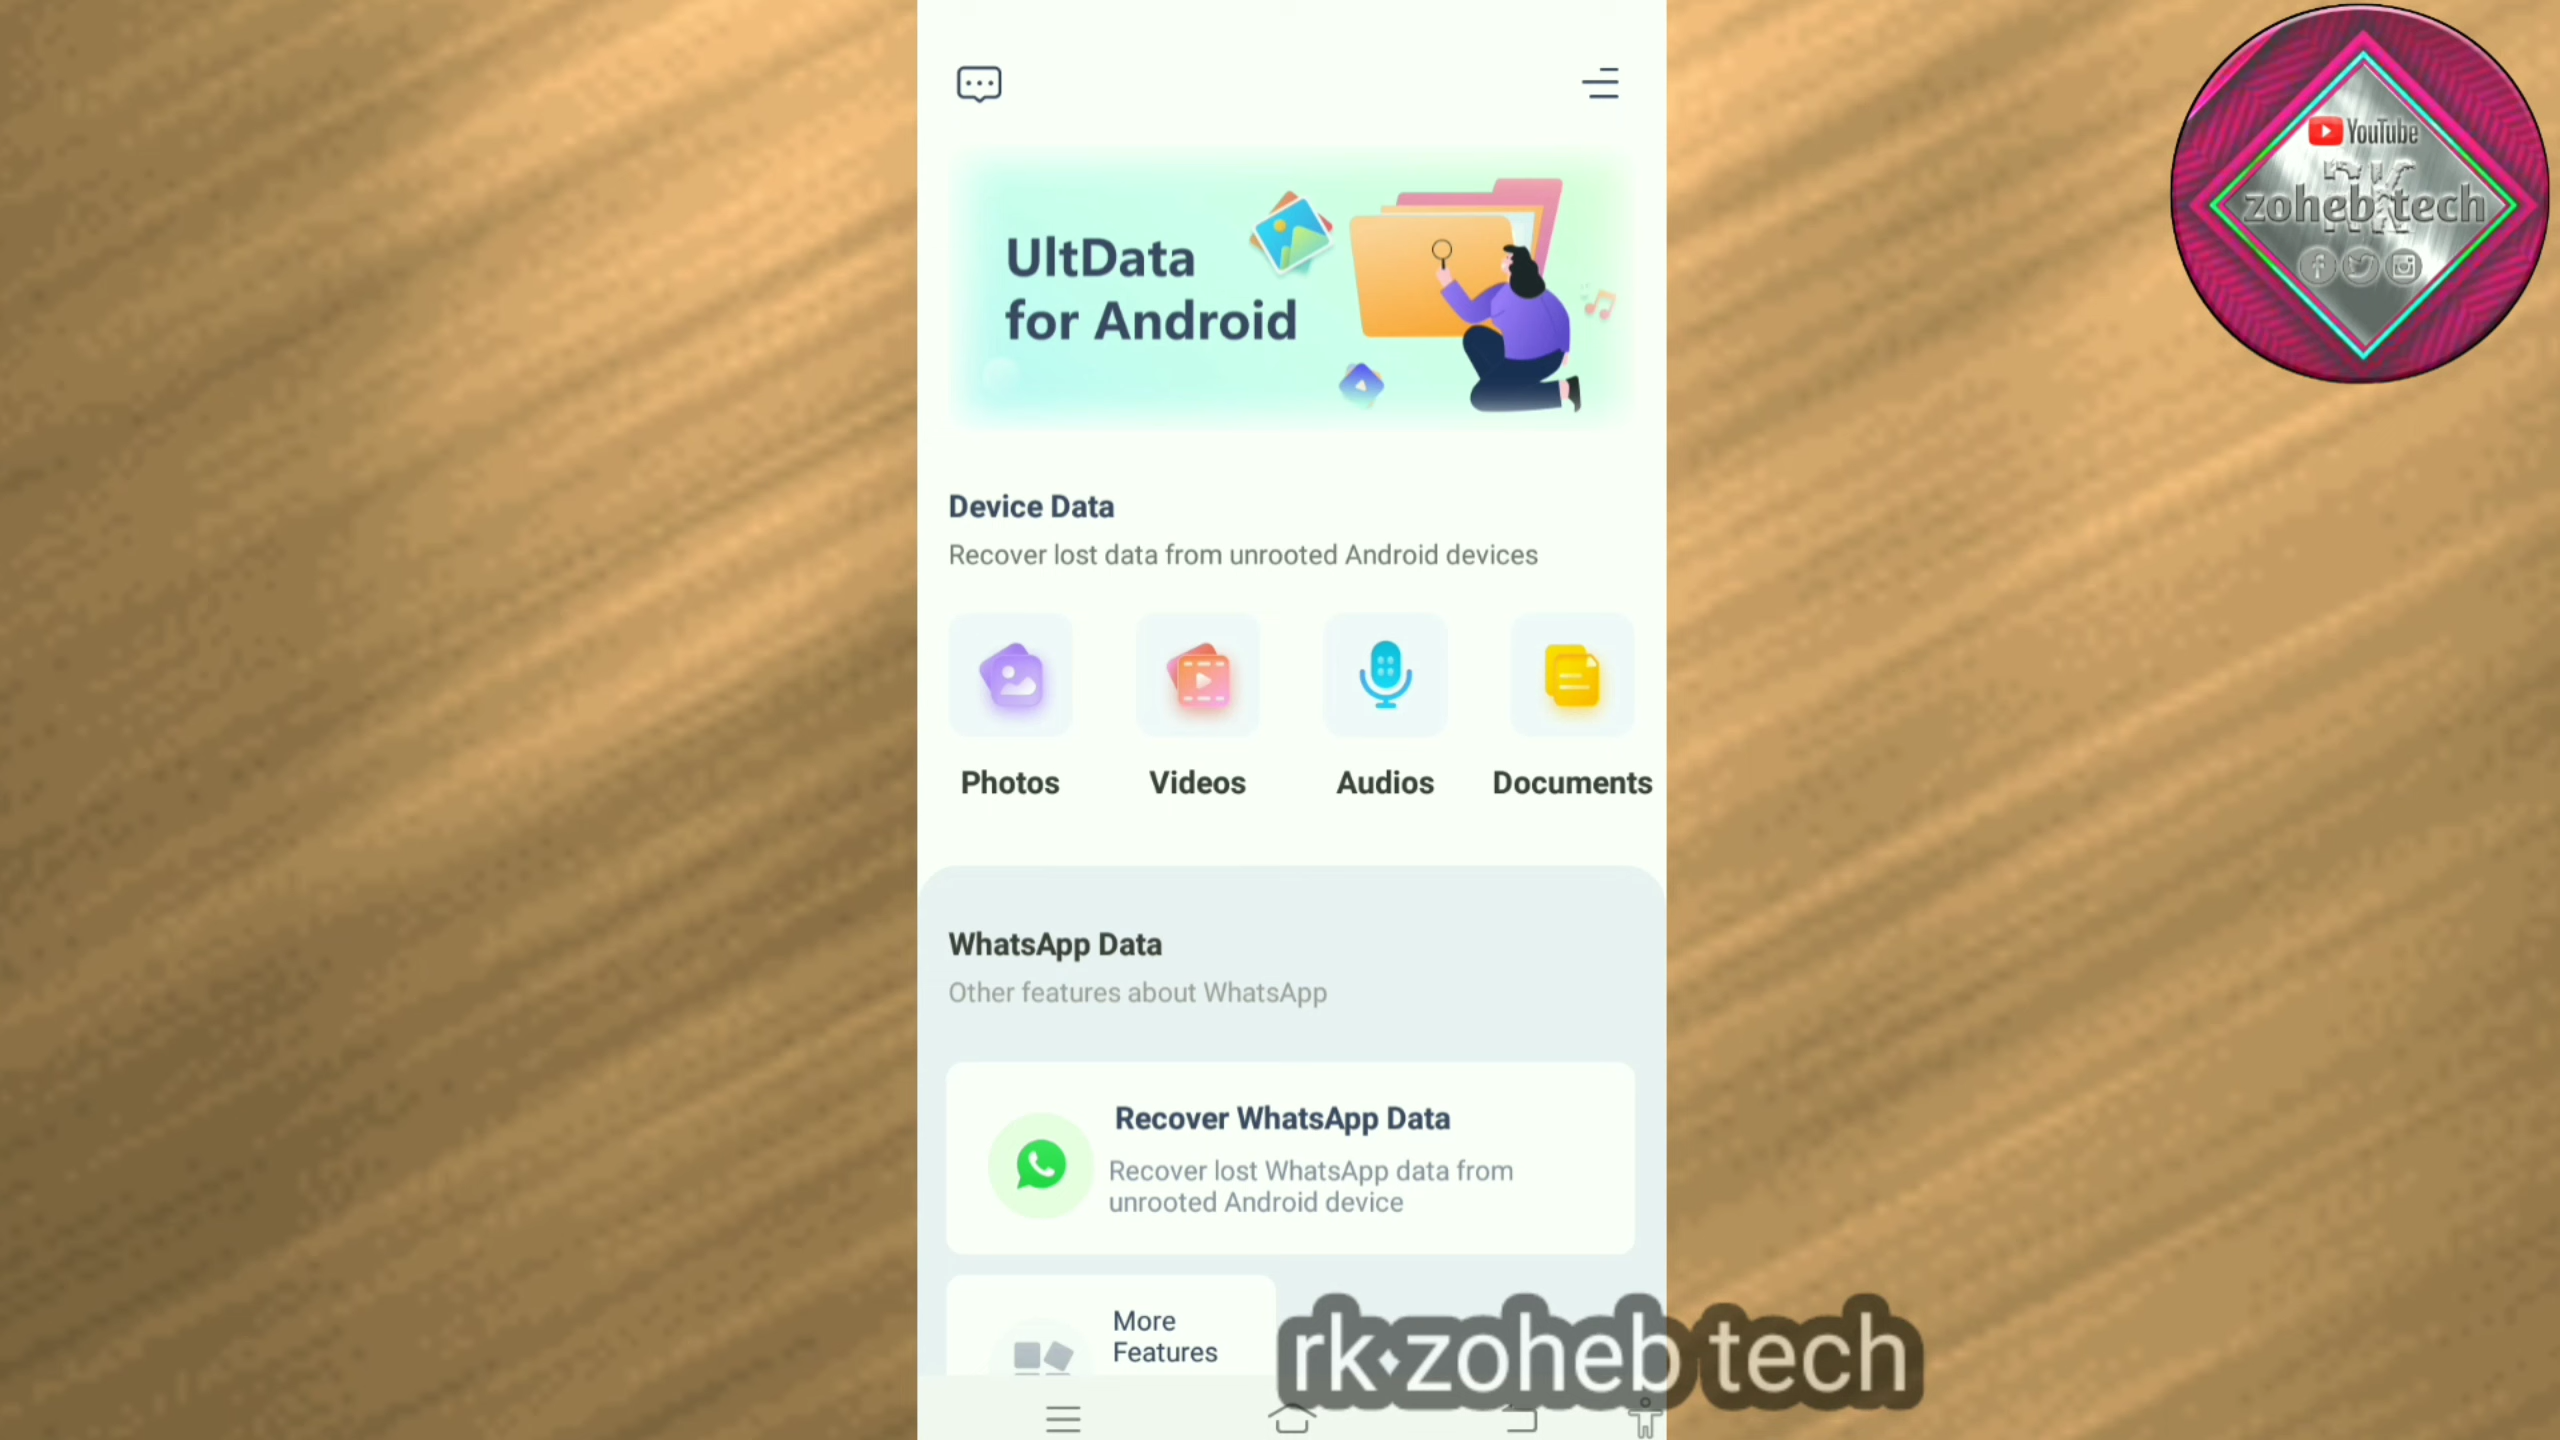 UltData
for Android
YouTube
zoheb tech
Device Data
Recover lost data from unrooted Android devices
Photos
Videos
Audios
Documents
WhatsApp Data
Other features about WhatsApp
Recover WhatsApp Data
Recover lost WhatsApp data from
unrooted Android device
More
Features
rk zoheb tech